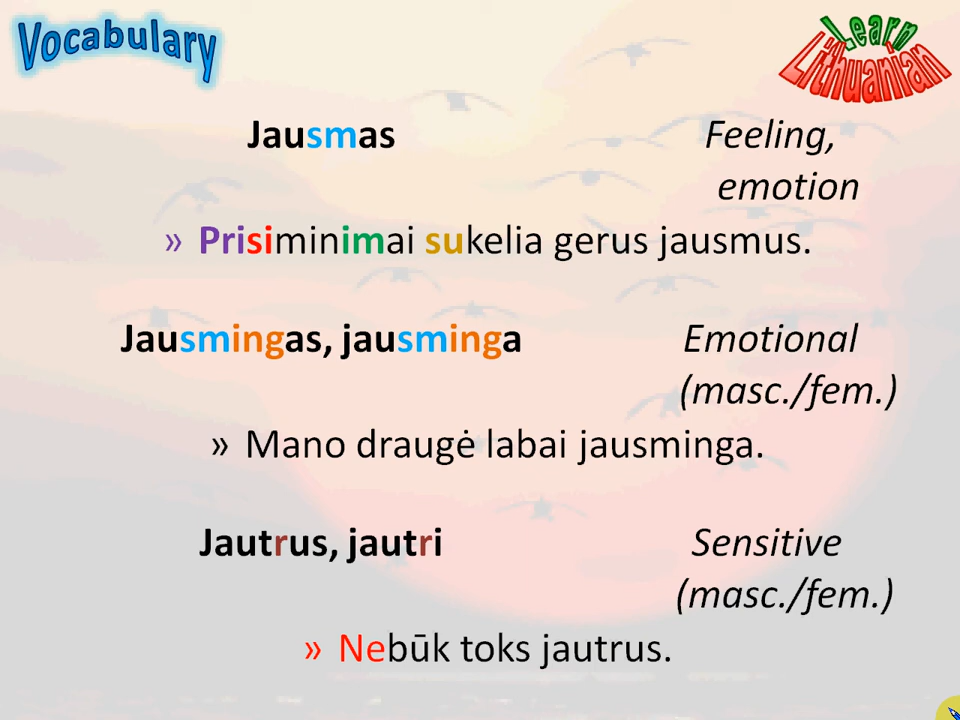 Vocabulary
Learn
Lithuanian
Jausmas Feeling,
emotion
» Prisiminimai sukelia gerus jausmus.
Jausmingas, jausminga Emotional
(masc./fem.)
» Mano draugė labai jausminga.
Jautrus, jautri Sensitive
(masc./fem.)
» Nebūk toks jautrus.